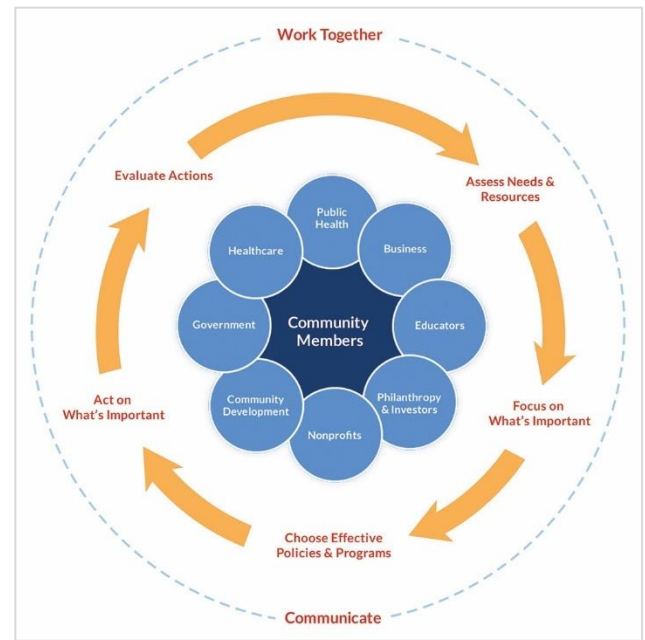 Work Together
Evaluate Actions
Assess Needs &
Resources
Public
Health
Healthcare
Business
Government
Community
Members
Educators
Community
Development
Philanthropy
& Investors
Nonprofits
Act on
What's Important
Focus on
What's Important
Choose Effective
Policies & Programs
Communicate